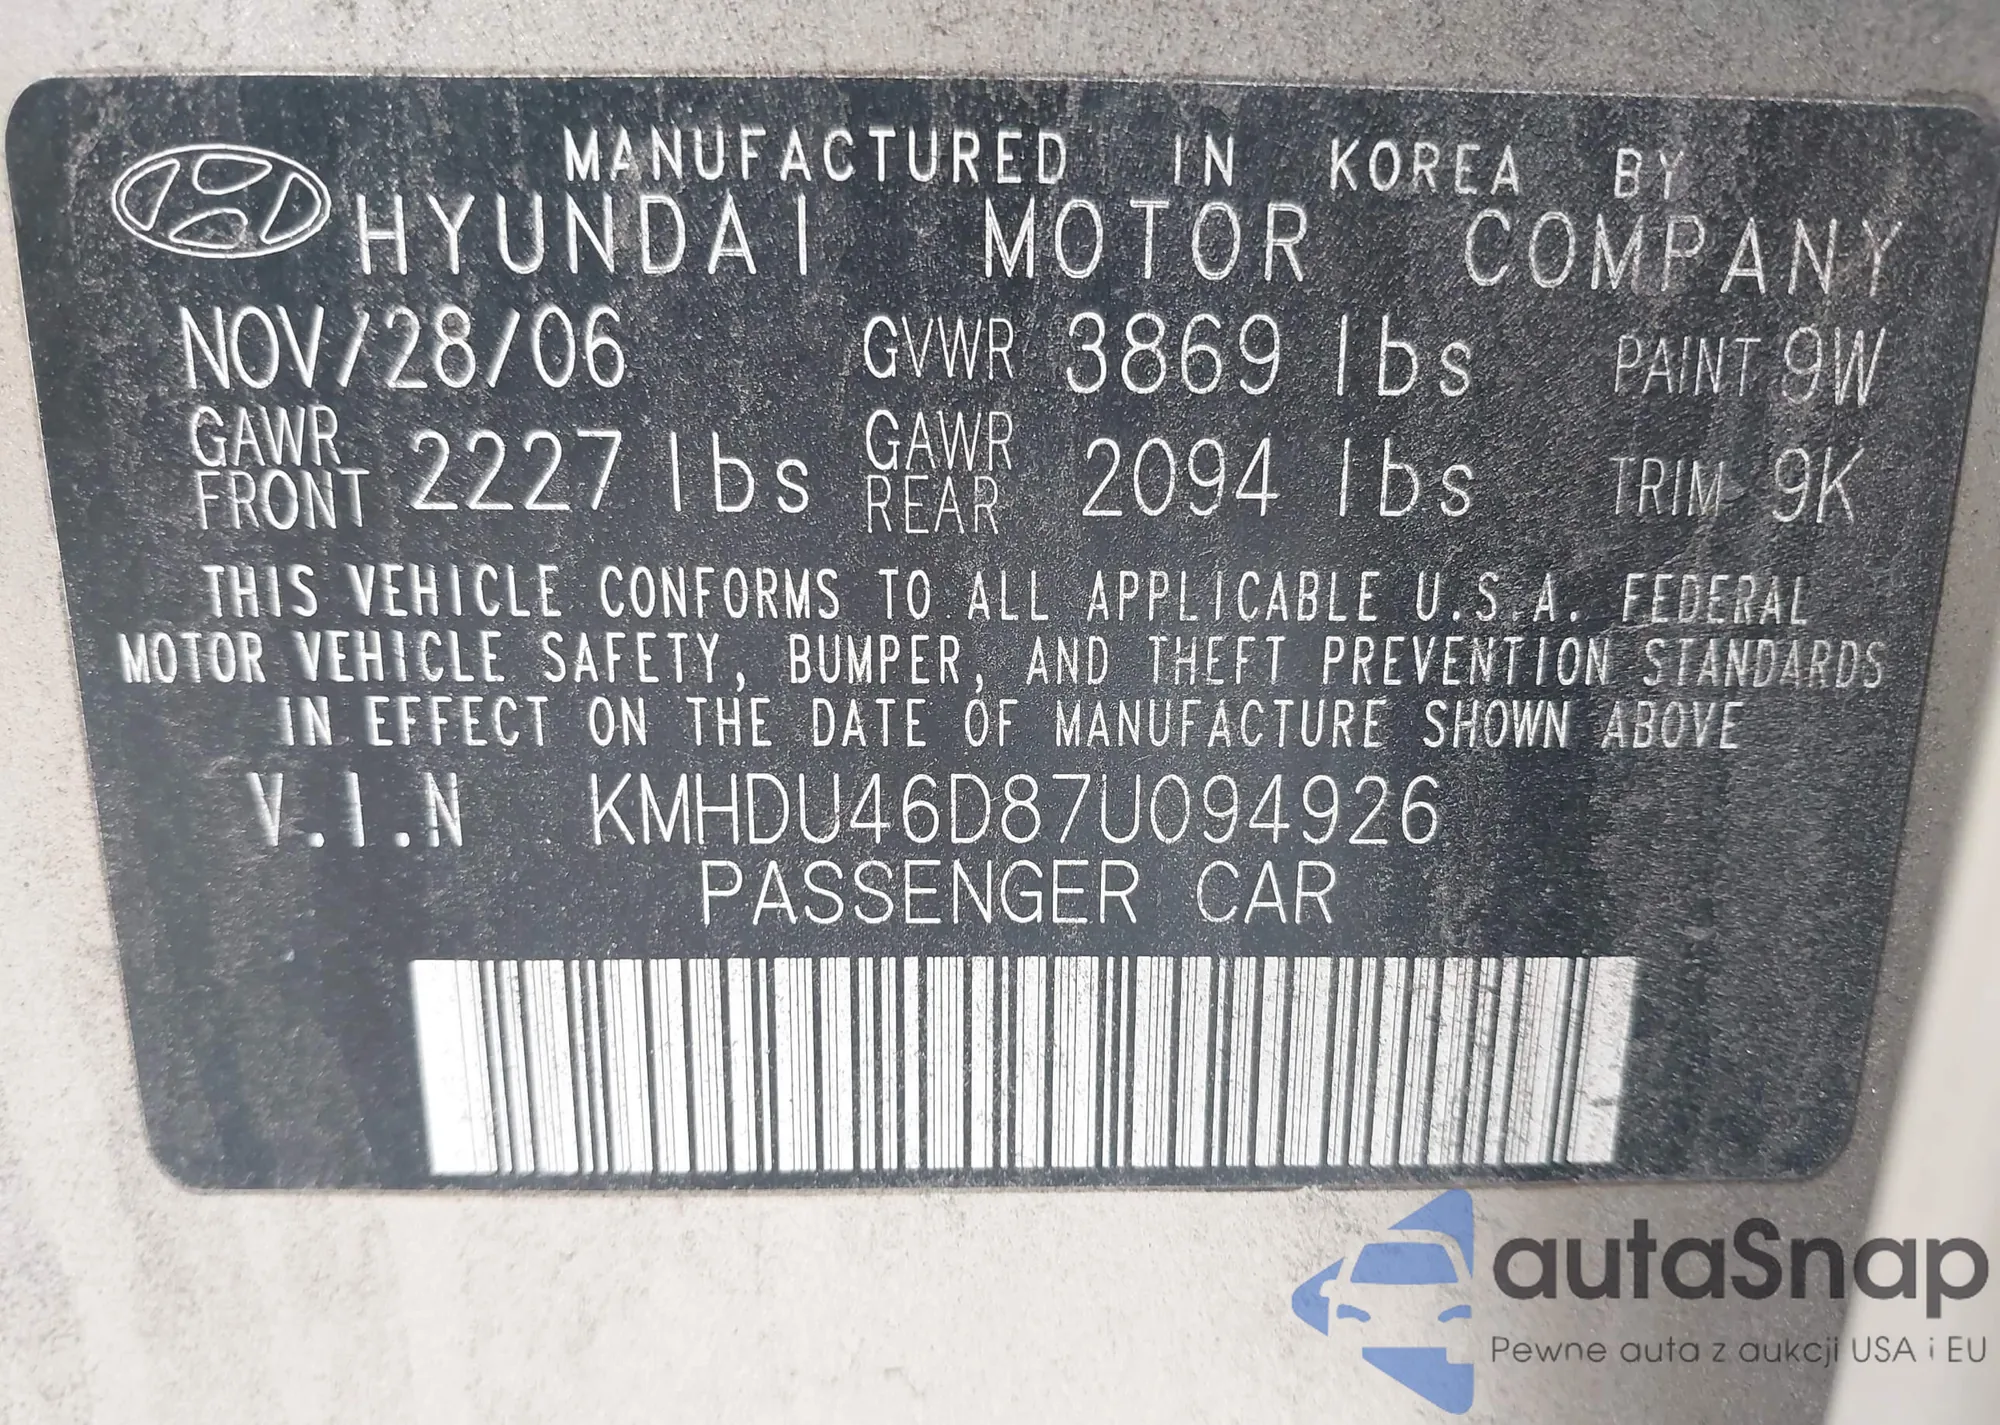 MANUFACTURED IN KOREA BY
HYUNDAI MOTOR COMPANY
NOV/28/06 GVWR 3869 lbs PAINT 9W
GAWR FRONT 2227 lbs GAWR REAR 2094 lbs TRIM 9K
THIS VEHICLE CONFORMS TO ALL APPLICABLE U.S.A. FEDERAL
MOTOR VEHICLE SAFETY, BUMPER, AND THEFT PREVENTION STANDARDS
IN EFFECT ON THE DATE OF MANUFACTURE SHOWN ABOVE
V.I.N KMHDU46D87U094926
PASSENGER CAR
autaSnap
Pewne auta z aukcji USA i EU